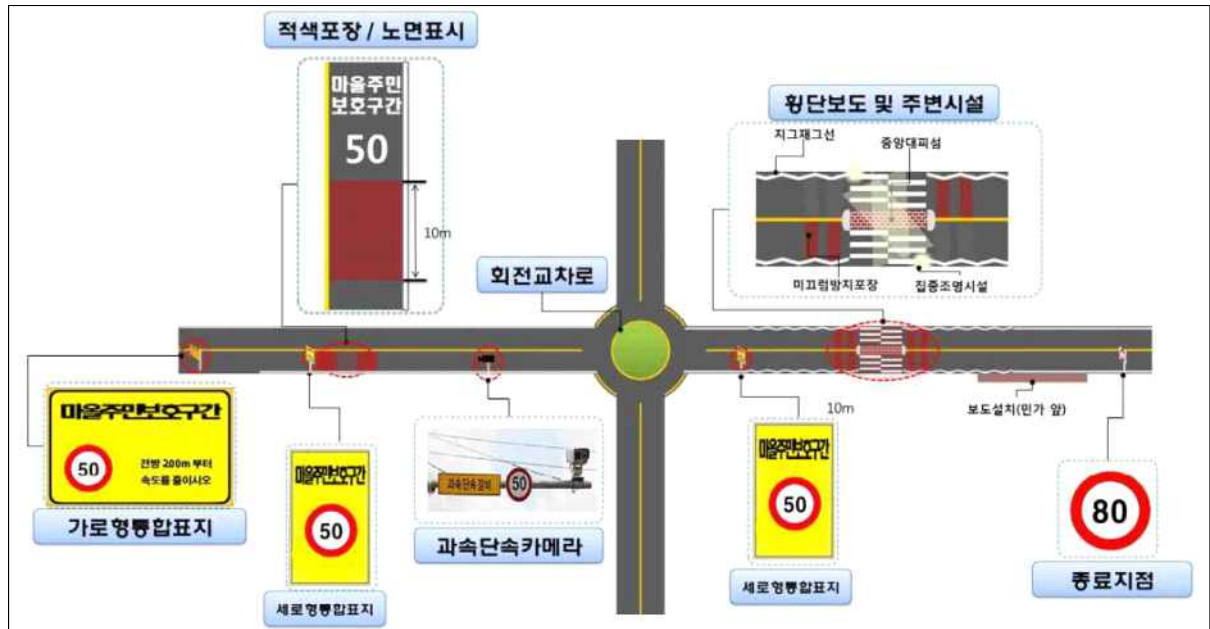 적색포장 / 노면표시
마을주민
보호구간
50
10m
횡단보도 및 주변시설
지그재그선
중앙대피섬
미끄럼방지포장
집중조명시설
회전교차로
마을주민보호구간
50
전방 200m 부터
속도를 줄이시오
가로형통합표지
마을주민보호구간
50
세로형통합표지
과속단속장비
50
과속단속카메라
10m
마을주민보호구간
50
세로형통합표지
보도설치(민가 앞)
80
종료지점